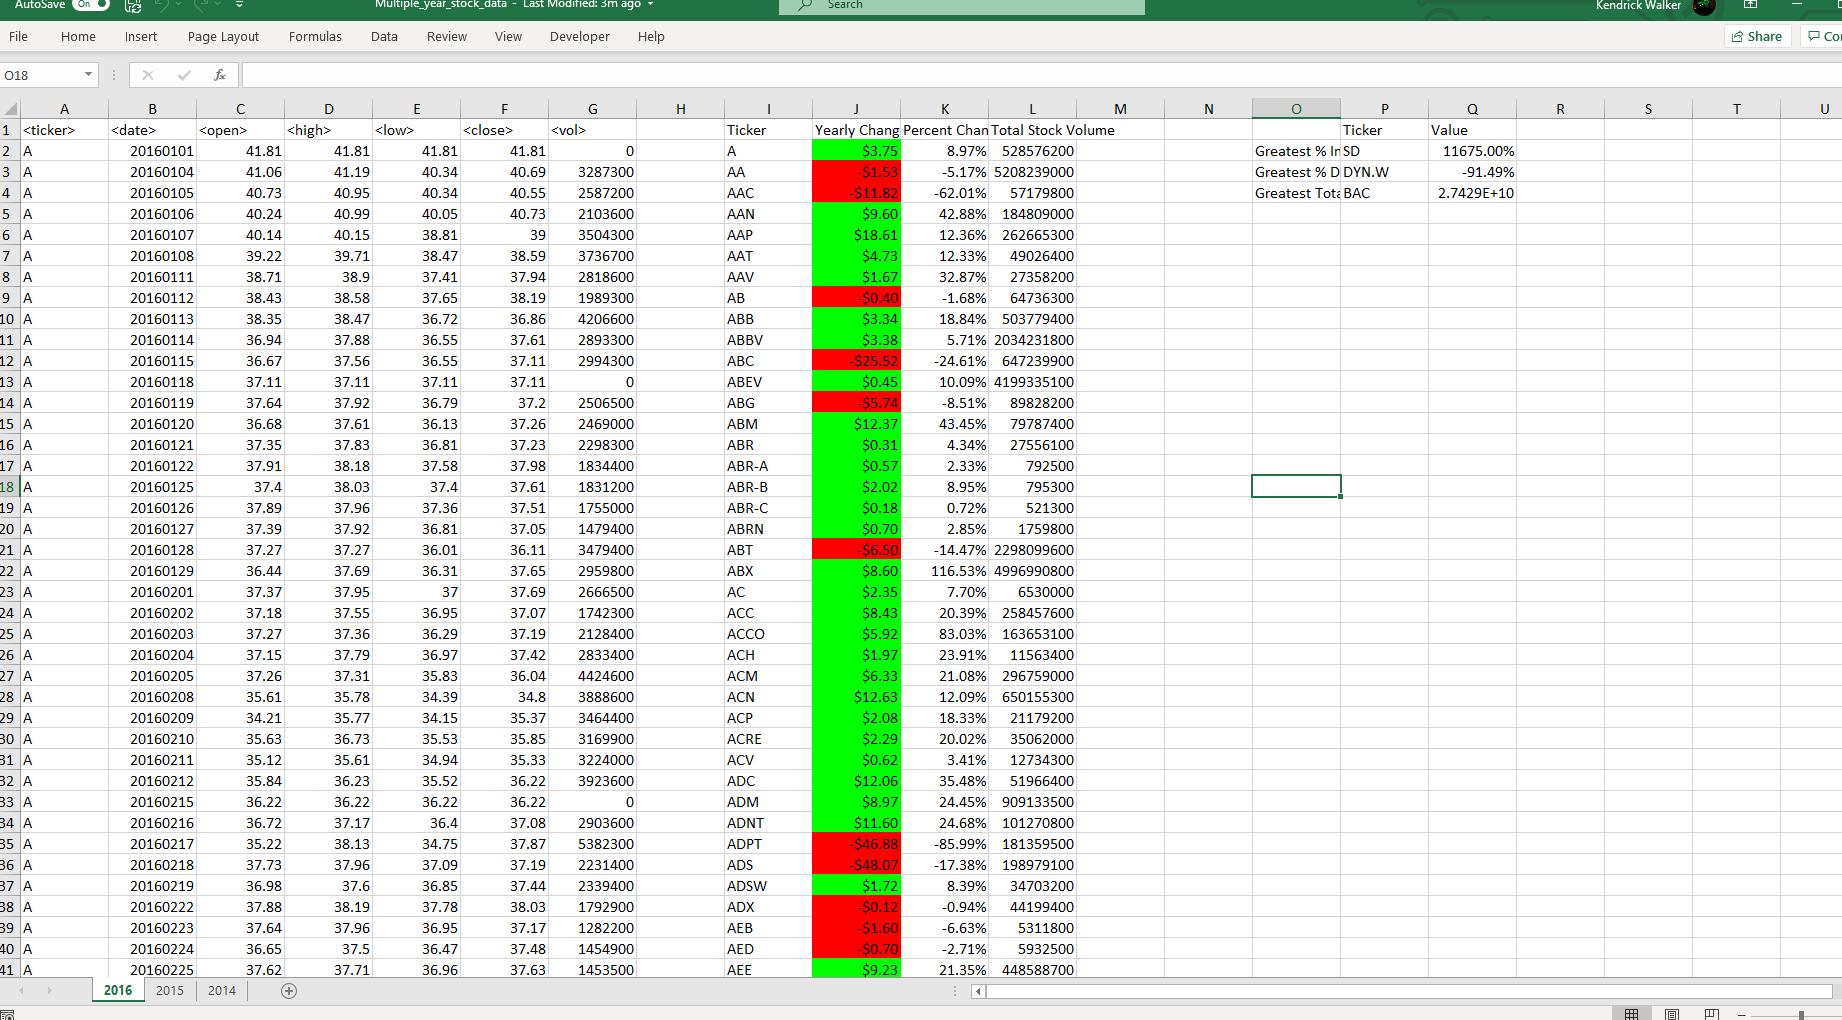 AutoSave On Multiple_year_stock_data - Last Modified: 3m ago Search Kendrick Walker
File Home Insert Page Layout Formulas Data Review View Developer Help Share Co
O18 fx
A B C D E F G H I J K L M N O P Q R S T U
1 <ticker> <date> <open> <high> <low> <close> <vol> Ticker Yearly Chang Percent Chan Total Stock Volume Ticker Value
2 A 20160101 41.81 41.81 41.81 41.81 0 A $3.75 8.97% 528576200 Greatest % In SD 11675.00%
3 A 20160104 41.06 41.19 40.34 40.69 3287300 AA -$1.53 -5.17% 5208239000 Greatest % D DYN.W -91.49%
4 A 20160105 40.73 40.95 40.34 40.55 2587200 AAC -$11.82 -62.01% 57179800 Greatest Tota BAC 2.7429E+10
5 A 20160106 40.24 40.99 40.05 40.73 2103600 AAN $9.60 42.88% 184809000
6 A 20160107 40.14 40.15 38.81 39 3504300 AAP $18.61 12.36% 262665300
7 A 20160108 39.22 39.71 38.47 38.59 3736700 AAT $4.73 12.33% 49026400
8 A 20160111 38.71 38.9 37.41 37.94 2818600 AAV $1.67 32.87% 27358200
9 A 20160112 38.43 38.58 37.65 38.19 1989300 AB -$0.40 -1.68% 64736300
10 A 20160113 38.35 38.47 36.72 36.86 4206600 ABB $3.34 18.84% 503779400
11 A 20160114 36.94 37.88 36.55 37.61 2893300 ABBV $3.38 5.71% 2034231800
12 A 20160115 36.67 37.56 36.55 37.11 2994300 ABC -$25.52 -24.61% 647239900
13 A 20160118 37.11 37.11 37.11 37.11 0 ABEV $0.45 10.09% 4199335100
14 A 20160119 37.64 37.92 36.79 37.2 2506500 ABG -$5.74 -8.51% 89828200
15 A 20160120 36.68 37.61 36.13 37.26 2469000 ABM $12.37 43.45% 79787400
16 A 20160121 37.35 37.83 36.81 37.23 2298300 ABR $0.31 4.34% 27556100
17 A 20160122 37.91 38.18 37.58 37.98 1834400 ABR-A $0.57 2.33% 792500
18 A 20160125 37.4 38.03 37.4 37.61 1831200 ABR-B $2.02 8.95% 795300
19 A 20160126 37.89 37.96 37.36 37.51 1755000 ABR-C $0.18 0.72% 521300
20 A 20160127 37.39 37.92 36.81 37.05 1479400 ABRN $0.70 2.85% 1759800
21 A 20160128 37.27 37.27 36.01 36.11 3479400 ABT -$6.50 -14.47% 2298099600
22 A 20160129 36.44 37.69 36.31 37.65 2959800 ABX $8.60 116.53% 4996990800
23 A 20160201 37.37 37.95 37 37.69 2666500 AC $2.35 7.70% 6530000
24 A 20160202 37.18 37.55 36.95 37.07 1742300 ACC $8.43 20.39% 258457600
25 A 20160203 37.27 37.36 36.29 37.19 2128400 ACCO $5.92 83.03% 163653100
26 A 20160204 37.15 37.79 36.97 37.42 2833400 ACH $1.97 23.91% 11563400
27 A 20160205 37.26 37.31 35.83 36.04 4424600 ACM $6.33 21.08% 296759000
28 A 20160208 35.61 35.78 34.39 34.8 3888600 ACN $12.63 12.09% 650155300
29 A 20160209 34.21 35.77 34.15 35.37 3464400 ACP $2.08 18.33% 21179200
30 A 20160210 35.63 36.73 35.53 35.85 3169900 ACRE $2.29 20.02% 35062000
31 A 20160211 35.12 35.61 34.94 35.33 3224000 ACV $0.62 3.41% 12734300
32 A 20160212 35.84 36.23 35.52 36.22 3923600 ADC $12.06 35.48% 51966400
33 A 20160215 36.22 36.22 36.22 36.22 0 ADM $8.97 24.45% 909133500
34 A 20160216 36.72 37.17 36.4 37.08 2903600 ADNT $11.60 24.68% 101270800
35 A 20160217 35.22 38.13 34.75 37.87 5382300 ADPT -$46.88 -85.99% 181359500
36 A 20160218 37.73 37.96 37.09 37.19 2231400 ADS -$48.07 -17.38% 198979100
37 A 20160219 36.98 37.6 36.85 37.44 2339400 ADSW $1.72 8.39% 34703200
38 A 20160222 37.88 38.19 37.78 38.03 1792900 ADX -$0.12 -0.94% 44199400
39 A 20160223 37.64 37.96 36.95 37.17 1282200 AEB -$1.60 -6.63% 5311800
40 A 20160224 36.65 37.5 36.47 37.48 1454900 AED -$0.70 -2.71% 5932500
41 A 20160225 37.62 37.71 36.96 37.63 1453500 AEE $9.23 21.35% 448588700
2016 2015 2014